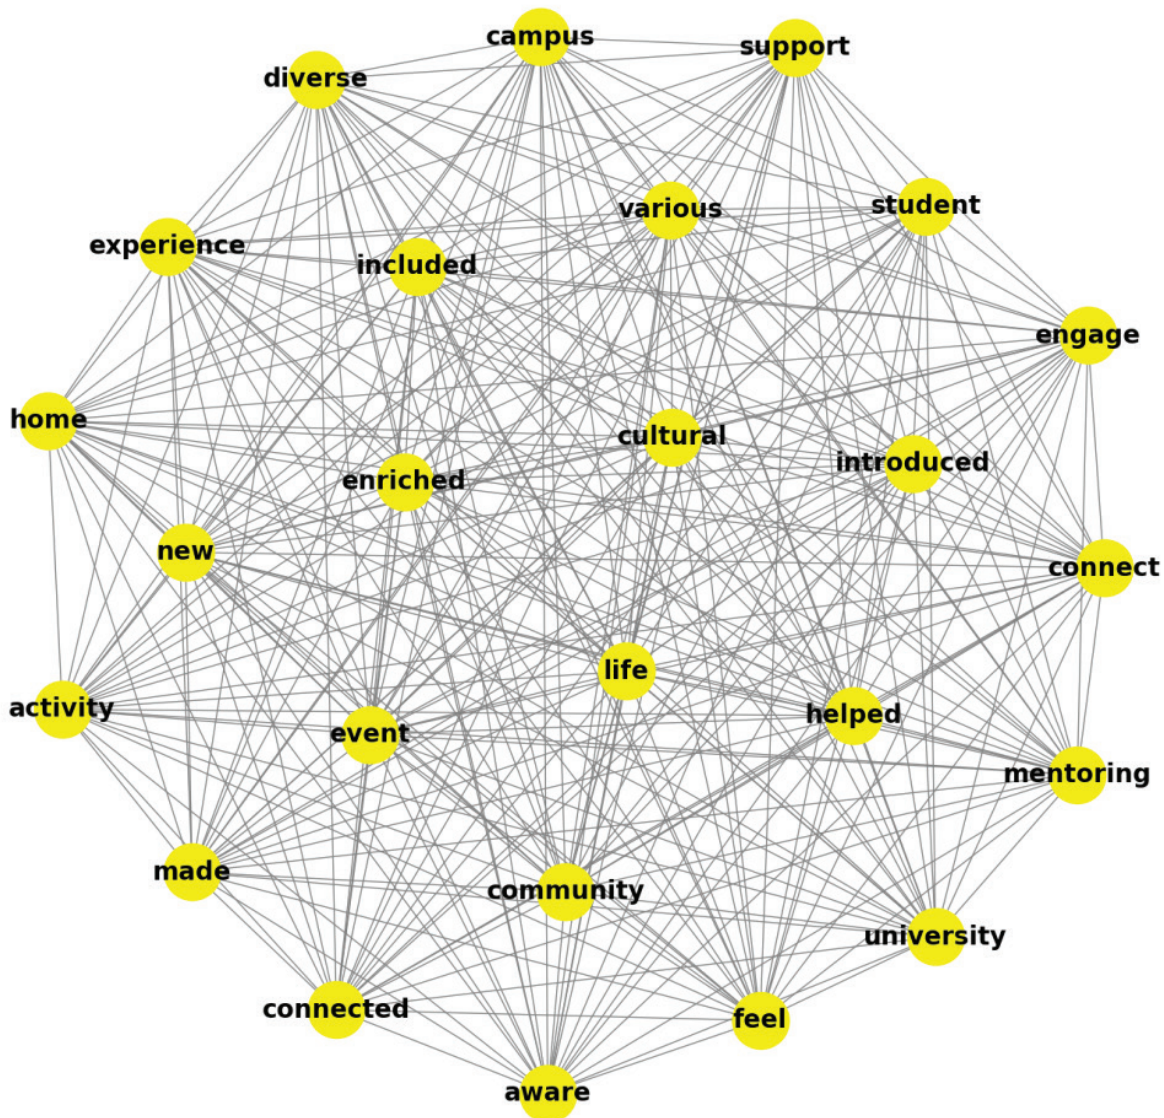 campus
support
diverse
various
student
experience
included
engage
home
cultural
introduced
enriched
new
connect
life
activity
helped
event
mentoring
made
community
university
connected
feel
aware